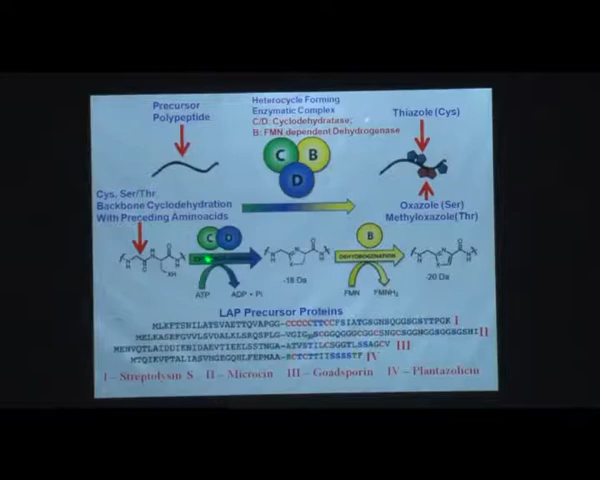 Precursor
Polypeptide
Heterocycle Forming
Enzymatic Complex
C/D: Cyclodehydratase;
B: FMN dependent Dehydrogenase
Thiazole (Cys)
C
B
D
Cys, Ser/Thr
Backbone Cyclodehydration
With Preceding Aminoacids
Oxazole (Ser)
Methyloxazole(Thr)
C
D
B
XH
ATP
ADP + Pi
-18 Da
DEHYDROGENATION
FMN
FMNH₂
-20 Da
LAP Precursor Proteins
I
II
III
IV
I – Streptolysin S II – Microcin III – Goadsporin IV – Plantazolicin